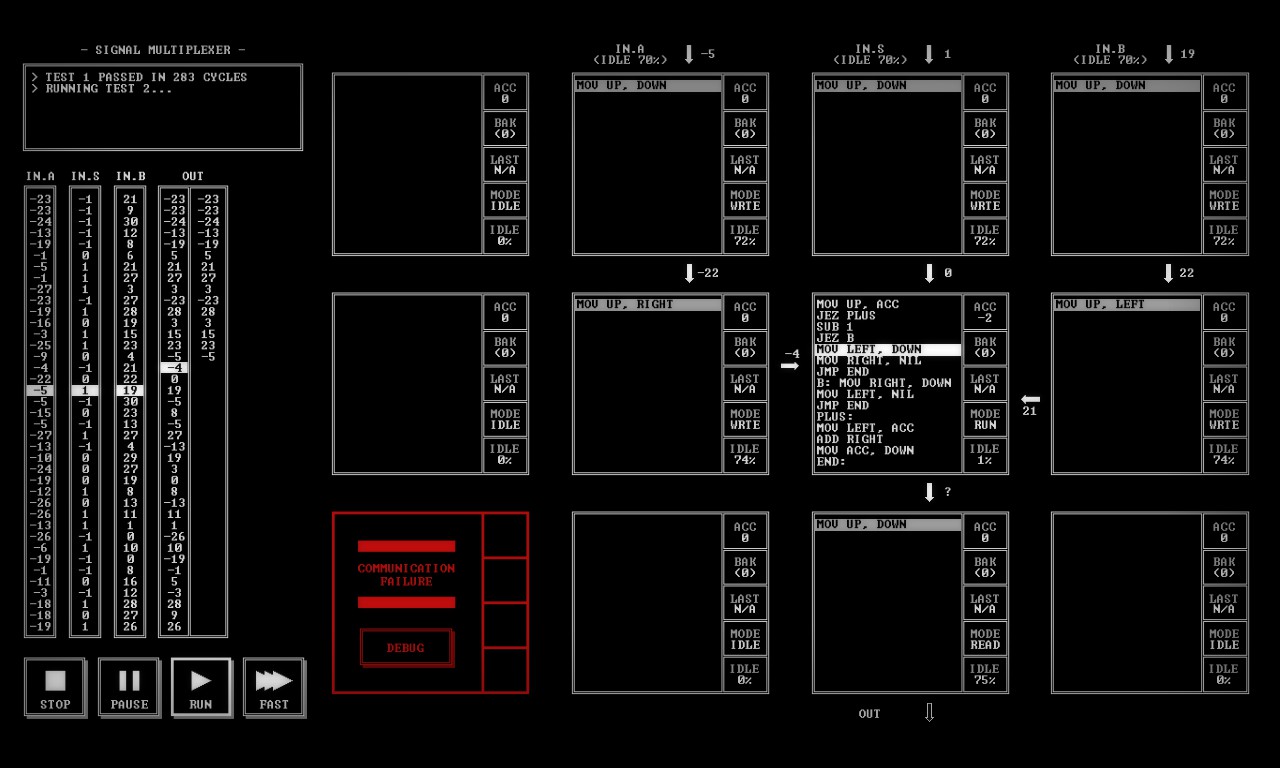 - SIGNAL MULTIPLEXER -
> TEST 1 PASSED IN 283 CYCLES
> RUNNING TEST 2...
IN.A IN.S IN.B OUT
-23 -1 21 -23 -23
-23 -1 9 -23 -23
-24 -1 30 -24 -24
-13 -1 12 -13 -13
-19 -1 8 -19 -19
-1 0 6 5 5
-5 1 21 21 21
-1 1 27 27 27
-27 1 3 3 3
-23 -1 27 -23 -23
-19 1 28 28 28
-16 0 19 3 3
-3 1 15 15 15
-25 1 23 23 23
-9 0 4 -5 -5
-4 -1 21 -4
-22 0 22 0
-5 1 19 19
-5 -1 30 -5
-15 0 23 8
-5 -1 13 -5
-27 1 27 27
-13 -1 4 -13
-10 0 29 19
-24 0 27 3
-19 0 19 0
-12 1 8 8
-26 0 13 -13
-26 1 11 11
-13 1 1 1
-26 -1 0 -26
-6 1 10 10
-19 -1 0 -19
-1 -1 8 -1
-11 0 16 5
-3 -1 12 -3
-18 1 28 28
-18 0 27 9
-19 1 26 26
STOP
PAUSE
RUN
FAST
ACC
0
BAK
(0)
LAST
N/A
MODE
IDLE
IDLE
0%
IN.A
(IDLE 70%)
-5
MOV UP, DOWN
ACC
0
BAK
(0)
LAST
N/A
MODE
WRTE
IDLE
72%
IN.S
(IDLE 70%)
1
MOV UP, DOWN
ACC
0
BAK
(0)
LAST
N/A
MODE
WRTE
IDLE
72%
IN.B
(IDLE 70%)
19
MOV UP, DOWN
ACC
0
BAK
(0)
LAST
N/A
MODE
WRTE
IDLE
72%
-22
0
22
ACC
0
BAK
(0)
LAST
N/A
MODE
IDLE
IDLE
0%
MOV UP, RIGHT
ACC
0
BAK
(0)
LAST
N/A
MODE
WRTE
IDLE
74%
-4
MOV UP, ACC
JEZ PLUS
SUB 1
JEZ B
MOV LEFT, DOWN
MOV RIGHT, NIL
JMP END
B: MOV RIGHT, DOWN
MOV LEFT, NIL
JMP END
PLUS:
MOV LEFT, ACC
ADD RIGHT
MOV ACC, DOWN
END:
ACC
-2
BAK
(0)
LAST
N/A
MODE
RUN
IDLE
1%
21
MOV UP, LEFT
ACC
0
BAK
(0)
LAST
N/A
MODE
WRTE
IDLE
74%
?
COMMUNICATION
FAILURE
DEBUG
ACC
0
BAK
(0)
LAST
N/A
MODE
IDLE
IDLE
0%
MOV UP, DOWN
ACC
0
BAK
(0)
LAST
N/A
MODE
READ
IDLE
75%
ACC
0
BAK
(0)
LAST
N/A
MODE
IDLE
IDLE
0%
OUT